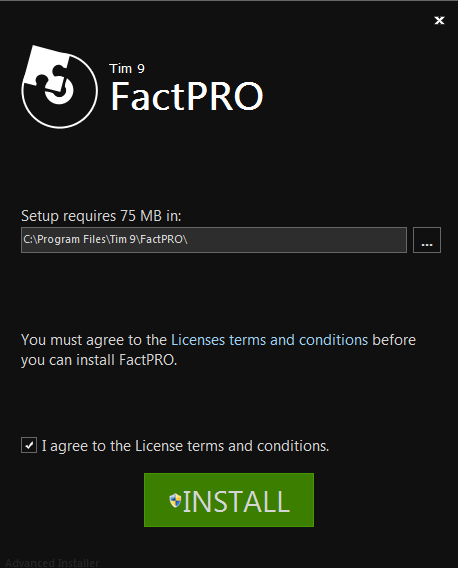 Tim 9
FactPRO
Setup requires 75 MB in:
C:\Program Files\Tim 9\FactPRO\
...
You must agree to the Licenses terms and conditions before
you can install FactPRO.
I agree to the License terms and conditions.
INSTALL
Advanced Installer